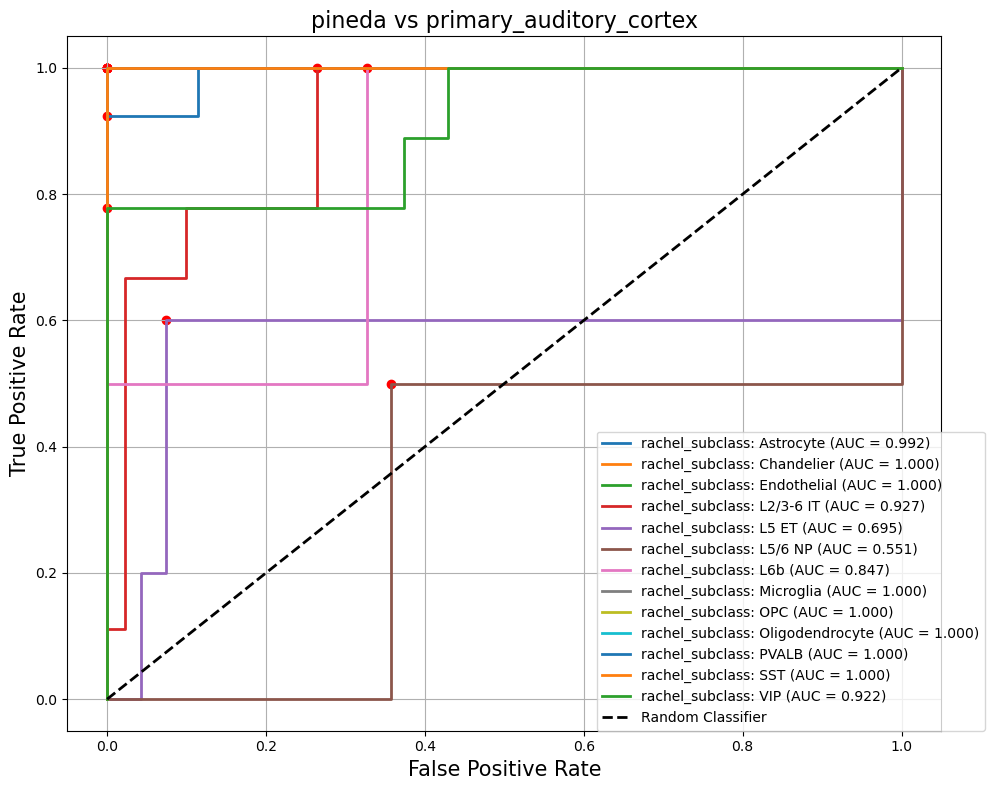 pineda vs primary_auditory_cortex
True Positive Rate
1.0
0.8
0.6
0.4
0.2
0.0
rachel_subclass: Astrocyte (AUC = 0.992)
rachel_subclass: Chandelier (AUC = 1.000)
rachel_subclass: Endothelial (AUC = 1.000)
rachel_subclass: L2/3-6 IT (AUC = 0.927)
rachel_subclass: L5 ET (AUC = 0.695)
rachel_subclass: L5/6 NP (AUC = 0.551)
rachel_subclass: L6b (AUC = 0.847)
rachel_subclass: Microglia (AUC = 1.000)
rachel_subclass: OPC (AUC = 1.000)
rachel_subclass: Oligodendrocyte (AUC = 1.000)
rachel_subclass: PVALB (AUC = 1.000)
rachel_subclass: SST (AUC = 1.000)
rachel_subclass: VIP (AUC = 0.922)
Random Classifier
0.0 0.2 0.4 0.6 0.8 1.0
False Positive Rate